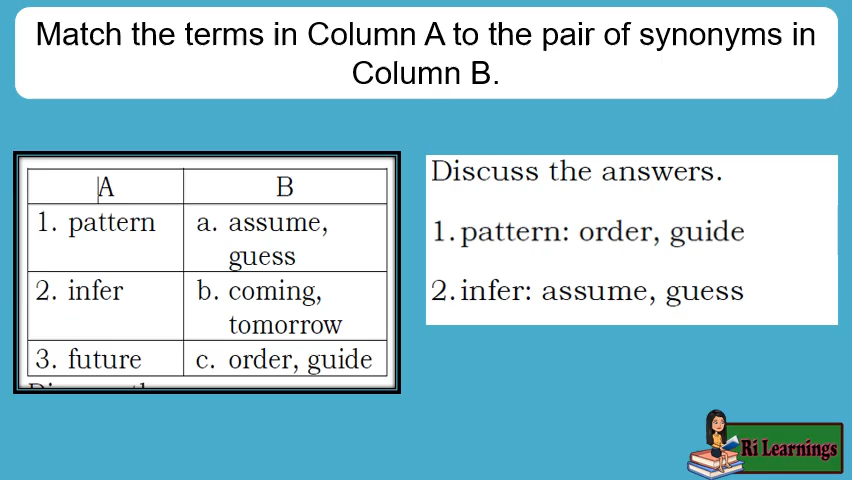 Match the terms in Column A to the pair of synonyms in
Column B.
A B
1. pattern a. assume,
guess
2. infer b. coming,
tomorrow
3. future c. order, guide
Discuss the answers.
1. pattern: order, guide
2. infer: assume, guess
Ri Learnings